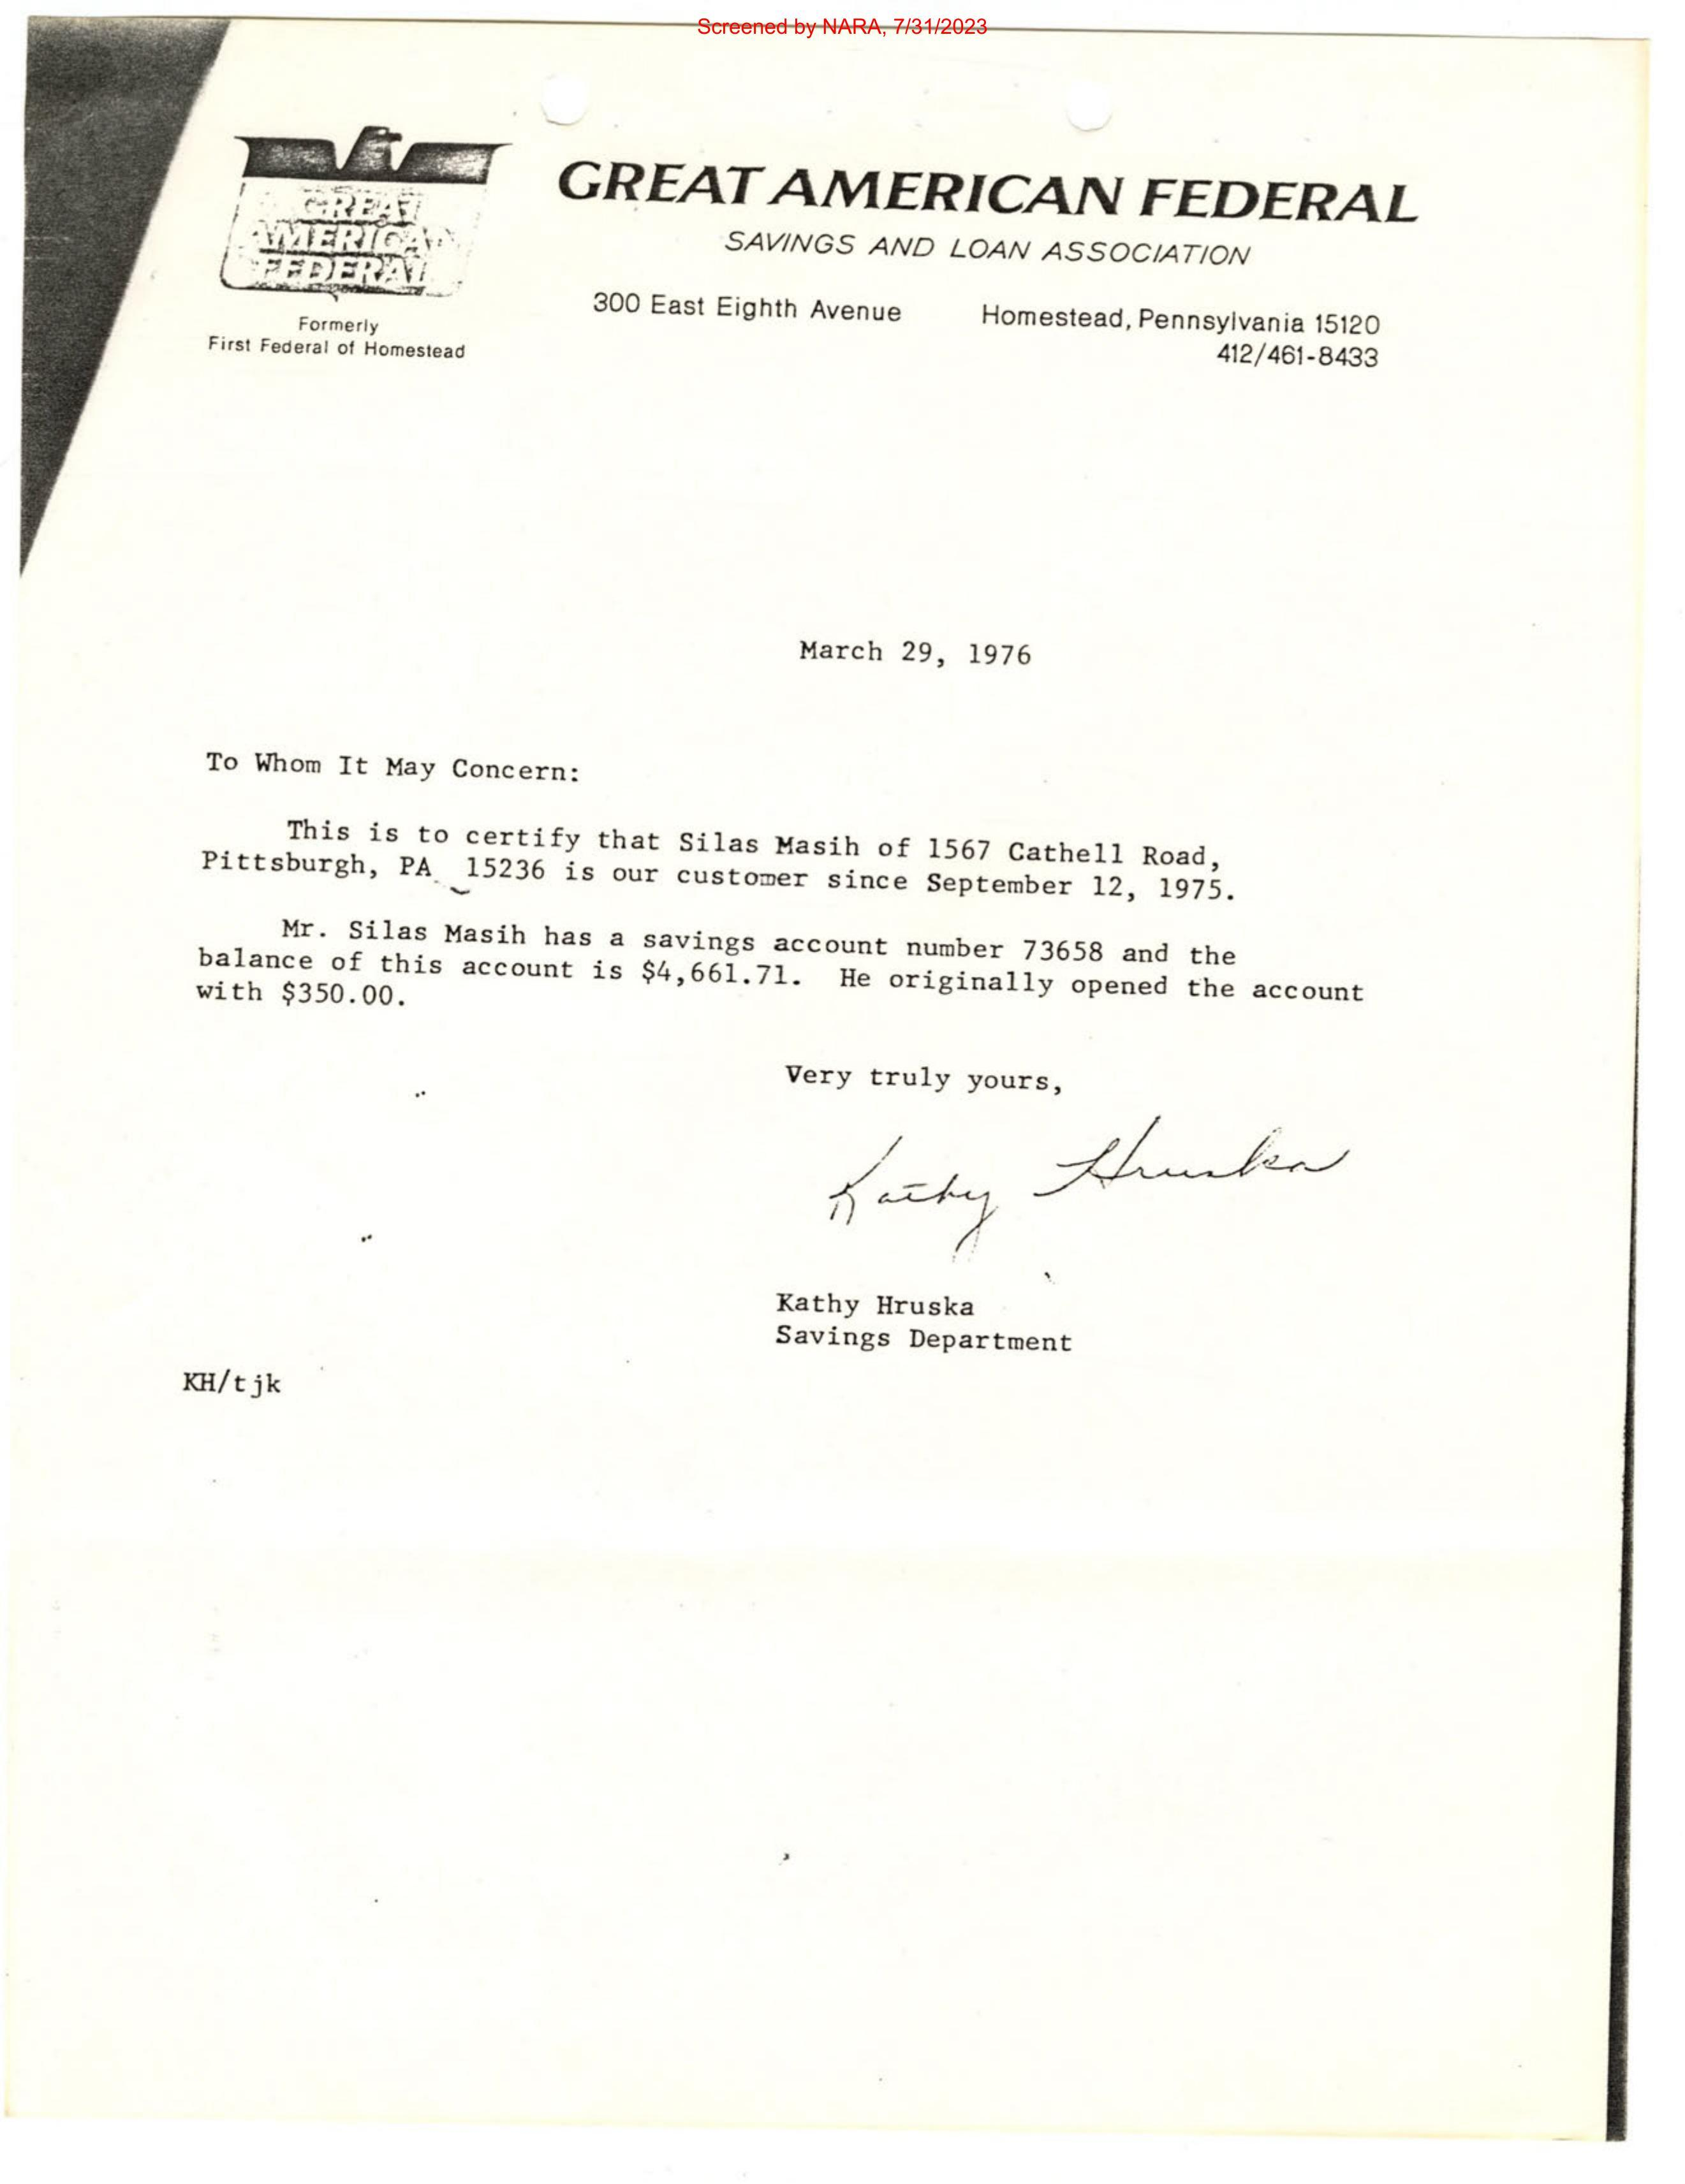 Screened by NARA, 7/31/2023
GREAT
AMERICAN
FEDERAL
Formerly
First Federal of Homestead
GREAT AMERICAN FEDERAL
SAVINGS AND LOAN ASSOCIATION
300 East Eighth Avenue Homestead, Pennsylvania 15120
412/461-8433
March 29, 1976
To Whom It May Concern:
This is to certify that Silas Masih of 1567 Cathell Road,
Pittsburgh, PA 15236 is our customer since September 12, 1975.
Mr. Silas Masih has a savings account number 73658 and the
balance of this account is $4,661.71. He originally opened the account
with $350.00.
Very truly yours,
Kathy Hruska
Kathy Hruska
Savings Department
KH/tjk